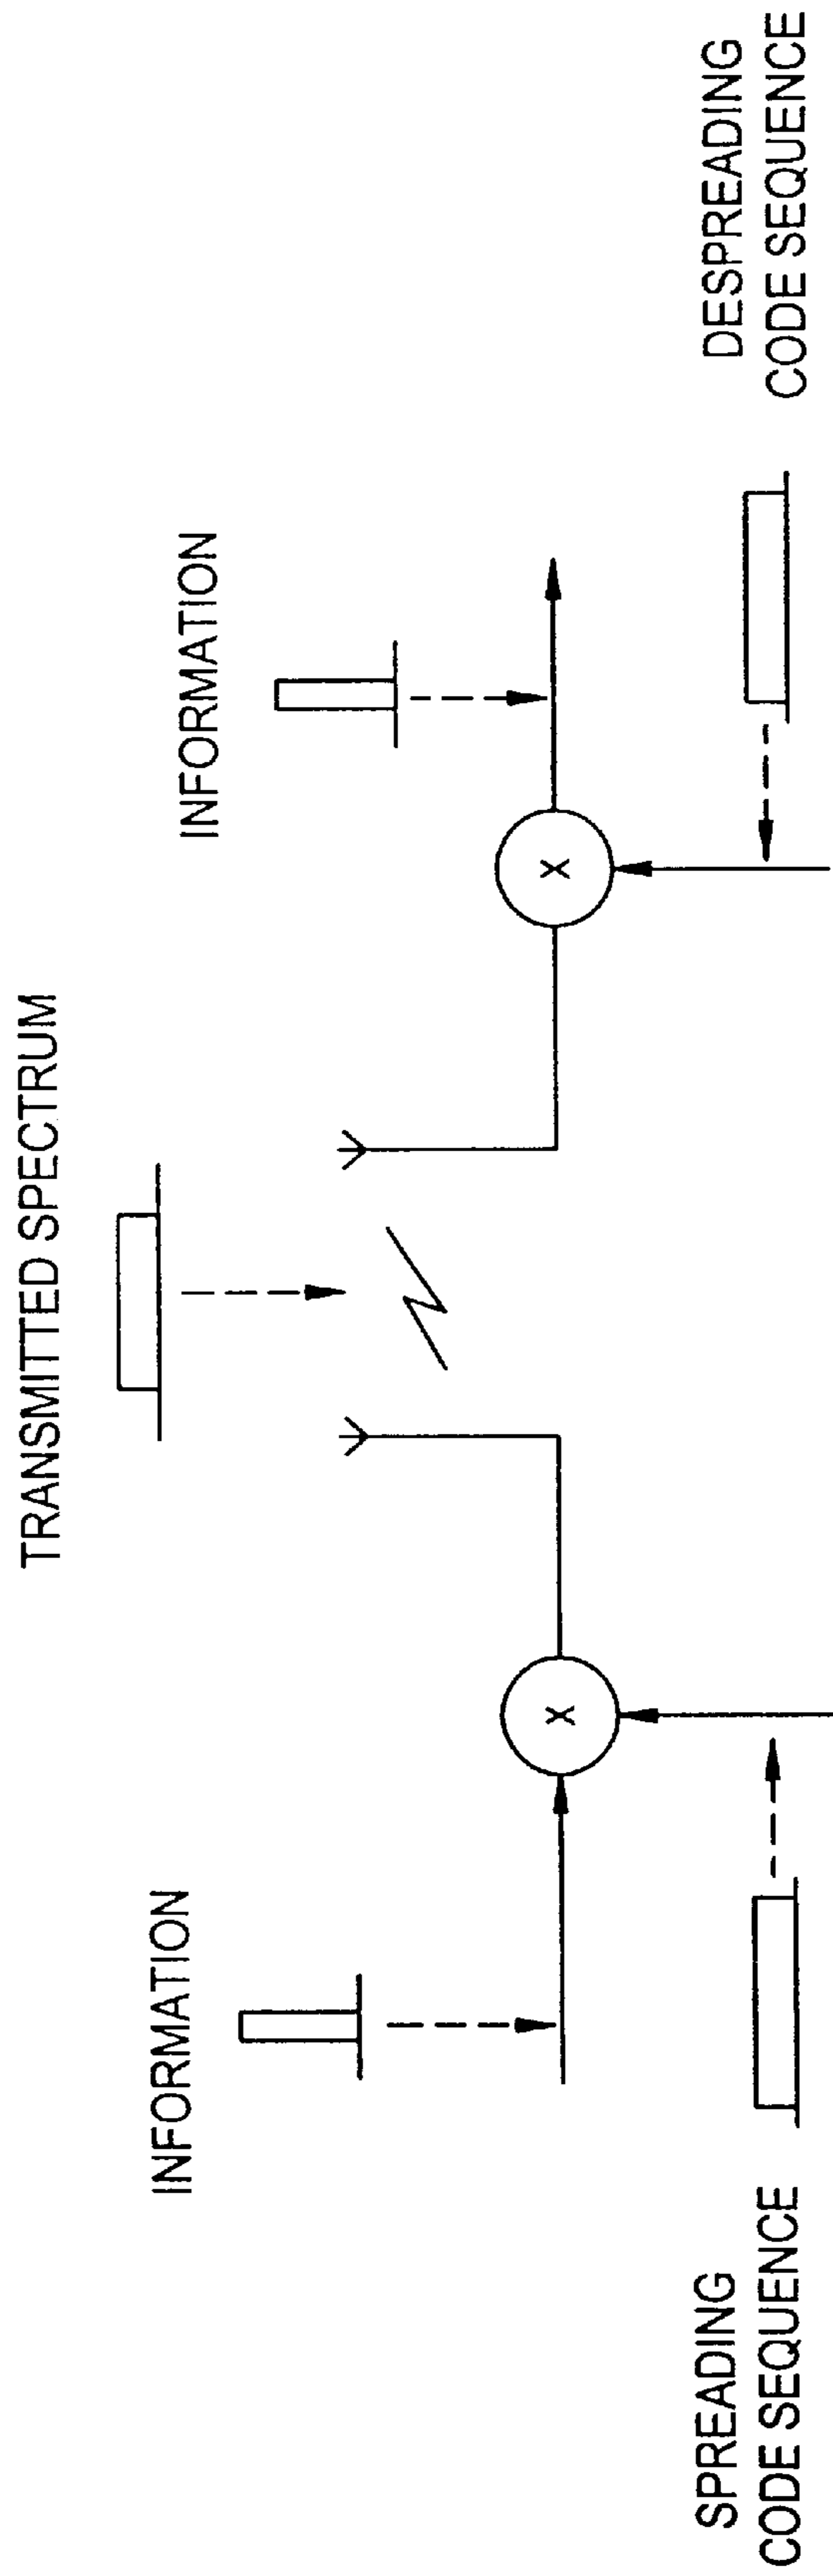 TRANSMITTED SPECTRUM
INFORMATION
INFORMATION
X
X
SPREADING
CODE SEQUENCE
DESPREADING
CODE SEQUENCE